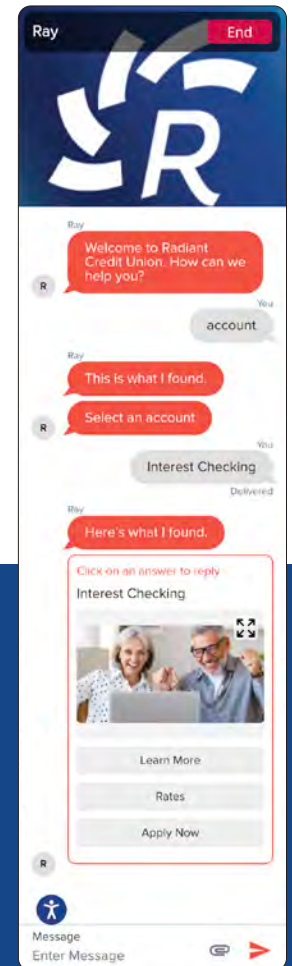 Ray
End
R
Ray
Welcome to Radiant
Credit Union. How can we
help you?
R
You
account
Ray
This is what I found.
Select an account
R
You
Interest Checking
Delivered
Ray
Here's what I found.
Click on an answer to reply
Interest Checking
Learn More
Rates
Apply Now
R
Message
Enter Message